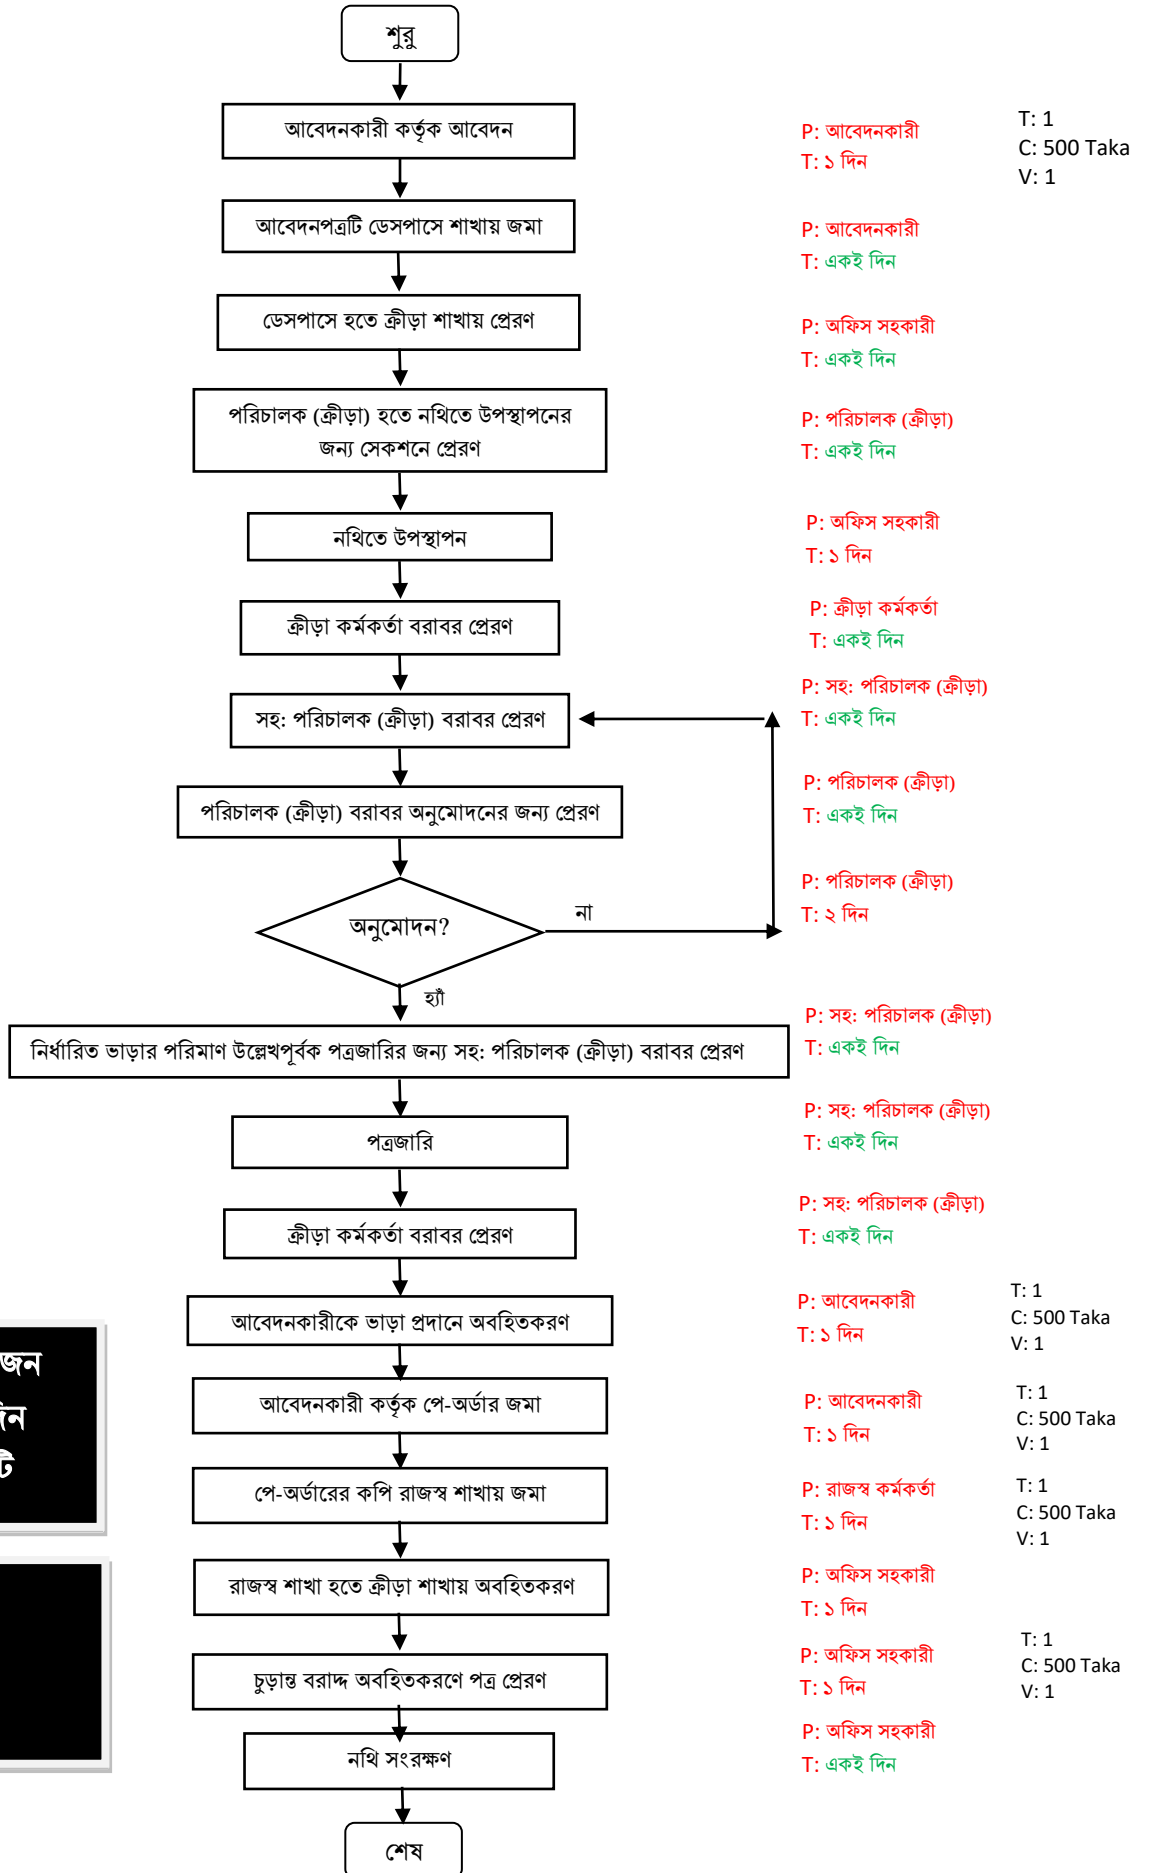 শুরু
আবেদনকারী কর্তৃক আবেদন
P: আবেদনকারী
T: ১ দিন
T: 1
C: 500 Taka
V: 1
আবেদনপত্রটি ডেসপাসে শাখায় জমা
P: আবেদনকারী
T: একই দিন
ডেসপাসে হতে ক্রীড়া শাখায় প্রেরণ
P: অফিস সহকারী
T: একই দিন
পরিচালক (ক্রীড়া) হতে নথিতে উপস্থাপনের
জন্য সেকশনে প্রেরণ
P: পরিচালক (ক্রীড়া)
T: একই দিন
নথিতে উপস্থাপন
P: অফিস সহকারী
T: ১ দিন
ক্রীড়া কর্মকর্তা বরাবর প্রেরণ
P: ক্রীড়া কর্মকর্তা
T: একই দিন
সহ: পরিচালক (ক্রীড়া) বরাবর প্রেরণ
P: সহ: পরিচালক (ক্রীড়া)
T: একই দিন
পরিচালক (ক্রীড়া) বরাবর অনুমোদনের জন্য প্রেরণ
P: পরিচালক (ক্রীড়া)
T: একই দিন
অনুমোদন?
না
P: পরিচালক (ক্রীড়া)
T: ২ দিন
হ্যাঁ
নির্ধারিত ভাড়ার পরিমাণ উল্লেখপূর্বক পত্রজারির জন্য সহ: পরিচালক (ক্রীড়া) বরাবর প্রেরণ
P: সহ: পরিচালক (ক্রীড়া)
T: একই দিন
পত্রজারি
P: সহ: পরিচালক (ক্রীড়া)
T: একই দিন
ক্রীড়া কর্মকর্তা বরাবর প্রেরণ
P: সহ: পরিচালক (ক্রীড়া)
T: একই দিন
আবেদনকারীকে ভাড়া প্রদানে অবহিতকরণ
P: আবেদনকারী
T: ১ দিন
T: 1
C: 500 Taka
V: 1
আবেদনকারী কর্তৃক পে-অর্ডার জমা
P: আবেদনকারী
T: ১ দিন
T: 1
C: 500 Taka
V: 1
পে-অর্ডারের কপি রাজস্ব শাখায় জমা
P: রাজস্ব কর্মকর্তা
T: ১ দিন
T: 1
C: 500 Taka
V: 1
রাজস্ব শাখা হতে ক্রীড়া শাখায় অবহিতকরণ
P: অফিস সহকারী
T: ১ দিন
চুড়ান্ত বরাদ্দ অবহিতকরণে পত্র প্রেরণ
P: অফিস সহকারী
T: ১ দিন
T: 1
C: 500 Taka
V: 1
নথি সংরক্ষণ
P: অফিস সহকারী
T: একই দিন
শেষ
জন
টি